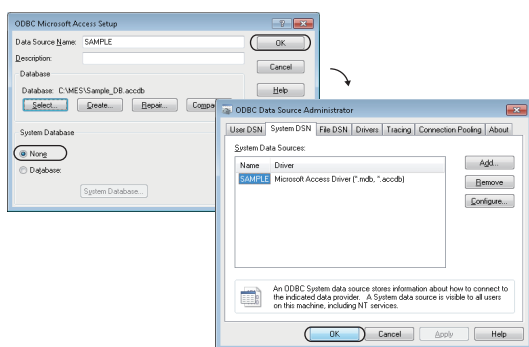 ODBC Microsoft Access Setup
Data Source Name: SAMPLE
OK
Description:
Cancel
Database
Database: C:\MES\Sample_DB.accdb
Help
Select...
Create...
Repair...
System Database
None
Database:
System Database...
ODBC Data Source Administrator
User DSN
System DSN
File DSN
Drivers
Tracing
Connection Pooling
About
System Data Sources:
Name
Driver
SAMPLE
Microsoft Access Driver (*.mdb, *.accdb)
Add...
Remove
Configure...
An ODBC System data source stores information about how to connect to
the indicated data provider. A System data source is visible to all users
on this machine, including NT services.
OK
Cancel
Apply
Help